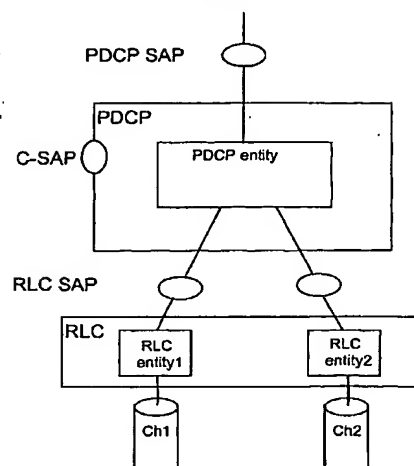 PDCP SAP
PDCP
C-SAP
PDCP entity
RLC SAP
RLC
RLC
entity1
RLC
entity2
Ch1
Ch2